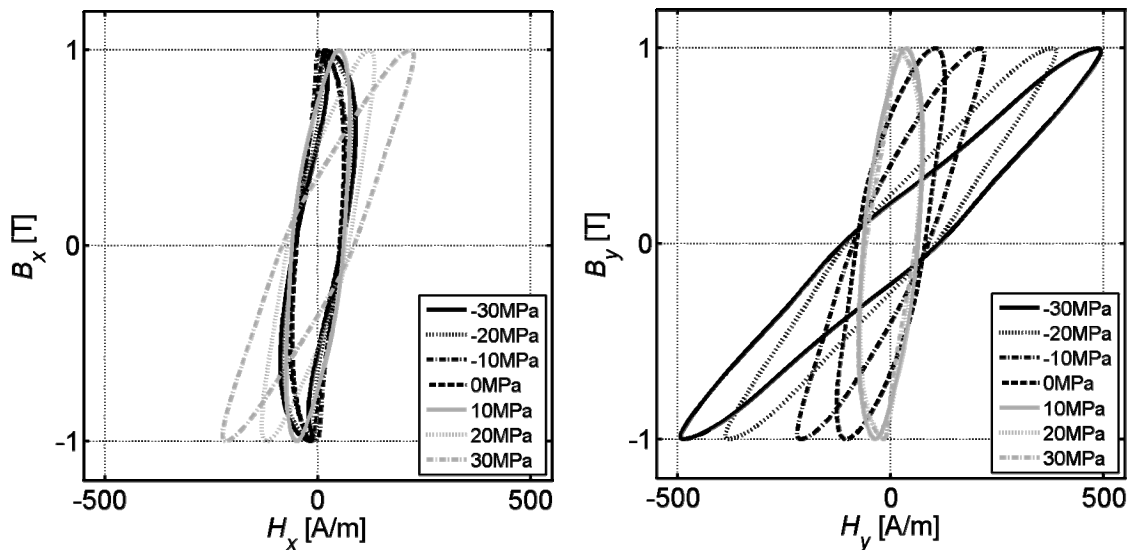 1
0
-1
-500
0
500
B_x [T]
H_x [A/m]
-30MPa
-20MPa
-10MPa
0MPa
10MPa
20MPa
30MPa
1
0
-1
-500
0
500
B_y [T]
H_y [A/m]
-30MPa
-20MPa
-10MPa
0MPa
10MPa
20MPa
30MPa